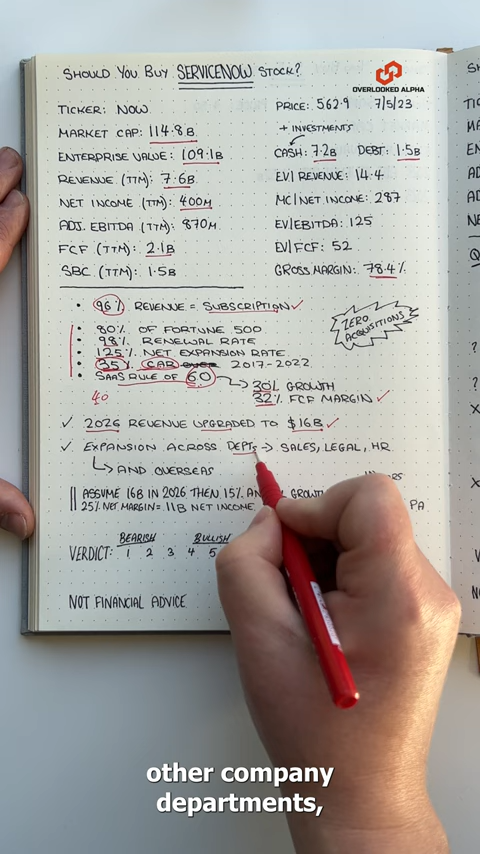 SHOULD YOU BUY SERVICENOW STOCK?
OVERLOOKED ALPHA
TICKER: NOW
PRICE: 562.9 7/5/23
MARKET CAP: 114.8B
+ INVESTMENTS
ENTERPRISE VALUE: 109.1B
CASH: 7.2B DEBT: 1.5B
REVENUE (TTM): 7.6B
EV/REVENUE: 14.4
NET INCOME (TTM): 400M
MC/NET INCOME: 287
ADJ. EBITDA (TTM): 870M
EV/EBITDA: 125
FCF (TTM): 2.1B
EV/FCF: 52
SBC (TTM): 1.5B
GROSS MARGIN: 78.4%
• 96% REVENUE = SUBSCRIPTION ✓
ZERO ACQUISITIONS
• 80% OF FORTUNE 500
• 98% RENEWAL RATE
• 125% NET EXPANSION RATE
• 35% CAR over 2017-2022
• SAAS RULE OF 60 → 30% GROWTH
40
32% FCF MARGIN ✓
✓ 2026 REVENUE UPGRADED TO $16B ✓
✓ EXPANSION ACROSS DEPTS → SALES, LEGAL, HR
↳ AND OVERSEAS
ASSUME 16B IN 2026 THEN 15% GROWT
25% NET MARGIN = 11B NET INCOME
PA
BEARISH BULLISH
VERDICT: 1 2 3 4 5
NOT FINANCIAL ADVICE
other company
departments,